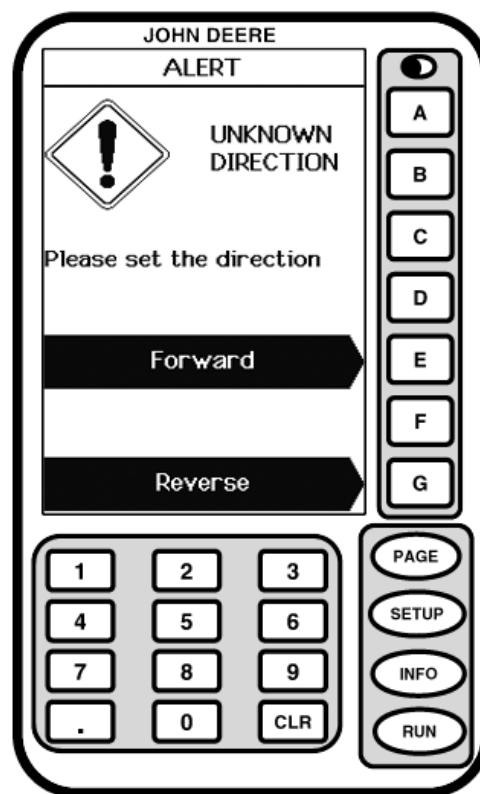 JOHN DEERE
ALERT
UNKNOWN
DIRECTION
Please set the direction
Forward
Reverse
A
B
C
D
E
F
G
1 2 3
4 5 6
7 8 9
. 0 CLR
PAGE
SETUP
INFO
RUN